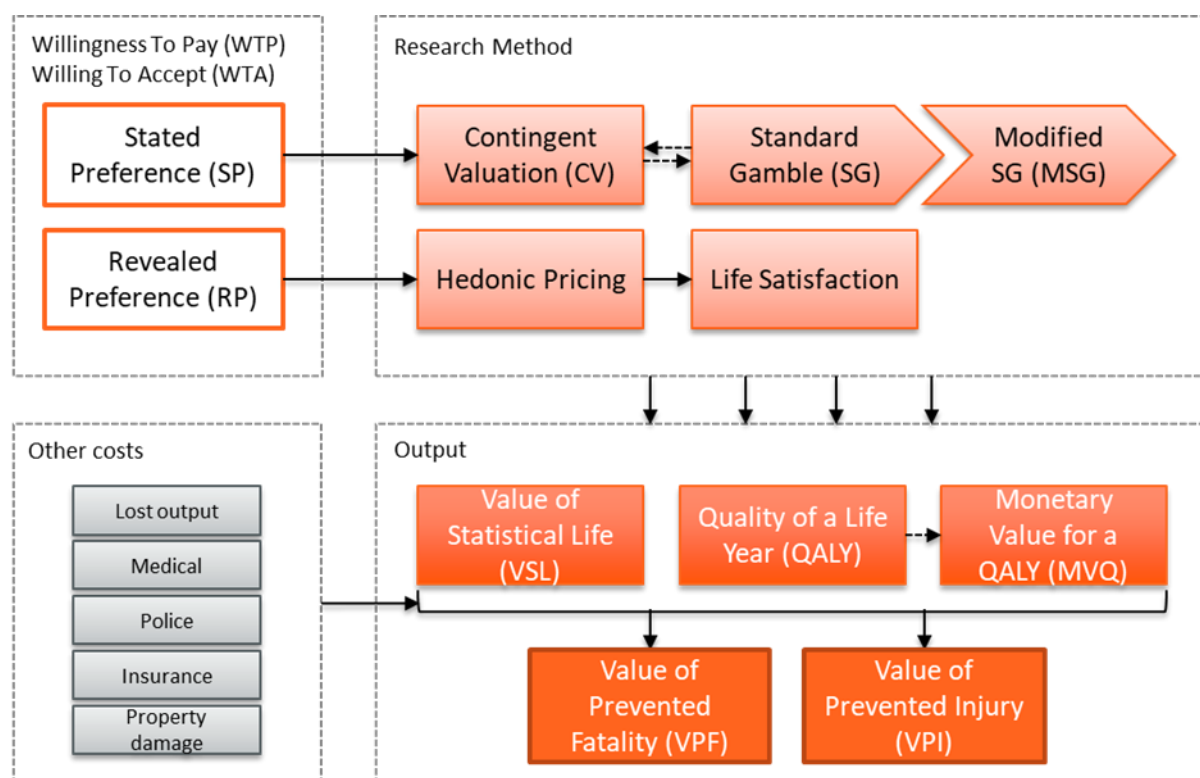 Willingness To Pay (WTP)
Willing To Accept (WTA)
Stated
Preference (SP)
Revealed
Preference (RP)
Research Method
Contingent
Valuation (CV)
Standard
Gamble (SG)
Modified
SG (MSG)
Hedonic Pricing
Life Satisfaction
Other costs
Lost output
Medical
Police
Insurance
Property
damage
Output
Value of
Statistical Life
(VSL)
Quality of a Life
Year (QALY)
Monetary
Value for a
QALY (MVQ)
Value of
Prevented
Fatality (VPF)
Value of
Prevented Injury
(VPI)